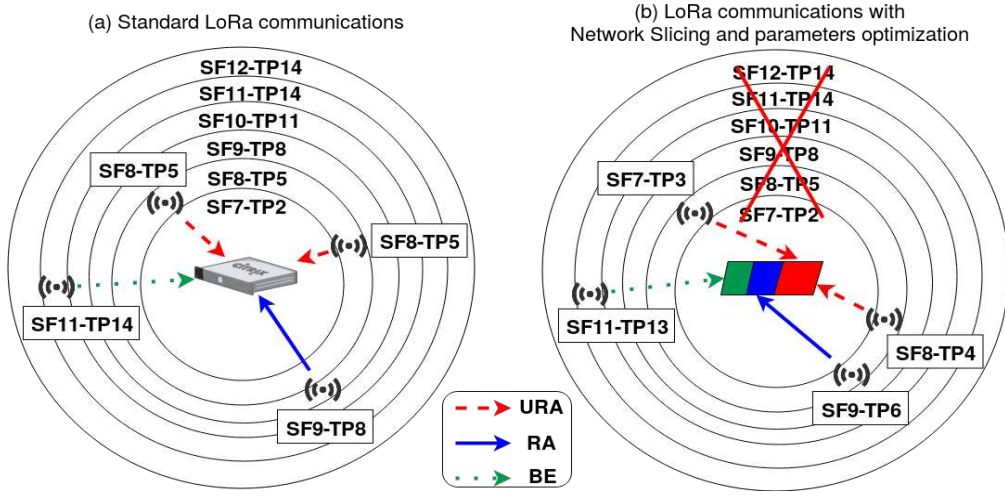 (a) Standard LoRa communications
SF12-TP14
SF11-TP14
SF10-TP11
SF9-TP8
SF8-TP5
SF7-TP2
SF8-TP5
SF8-TP5
SF11-TP14
SF9-TP8
CITRIX
(b) LoRa communications with
Network Slicing and parameters optimization
SF12-TP14
SF11-TP14
SF10-TP11
SF9-TP8
SF8-TP5
SF7-TP2
SF7-TP3
SF11-TP13
SF8-TP4
SF9-TP6
URA
RA
BE